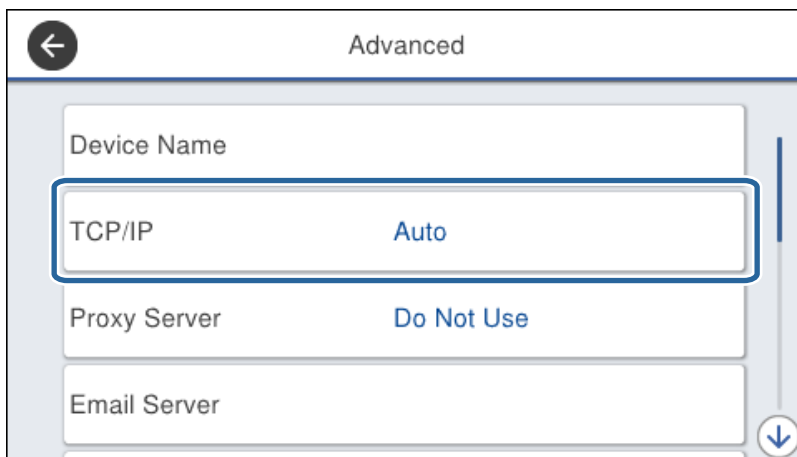 Advanced
Device Name
TCP/IP Auto
Proxy Server Do Not Use
Email Server